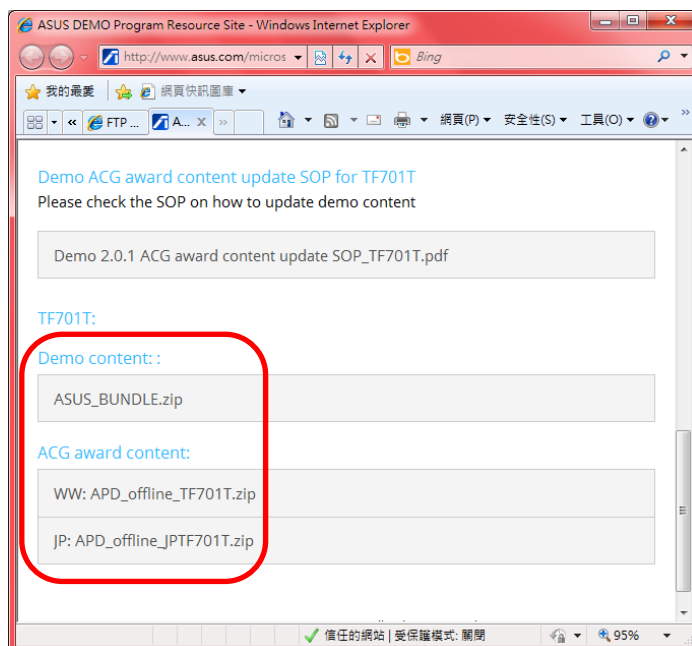 ASUS DEMO Program Resource Site - Windows Internet Explorer
http://www.asus.com/micros
Bing
我的最愛 網頁快訊圖庫
FTP ... A... X
網頁(P) 安全性(S) 工具(O)
Demo ACG award content update SOP for TF701T
Please check the SOP on how to update demo content
Demo 2.0.1 ACG award content update SOP_TF701T.pdf
TF701T:
Demo content: :
ASUS_BUNDLE.zip
ACG award content:
WW: APD_offline_TF701T.zip
JP: APD_offline_JPTF701T.zip
信任的網站 | 受保護模式: 關閉
95%